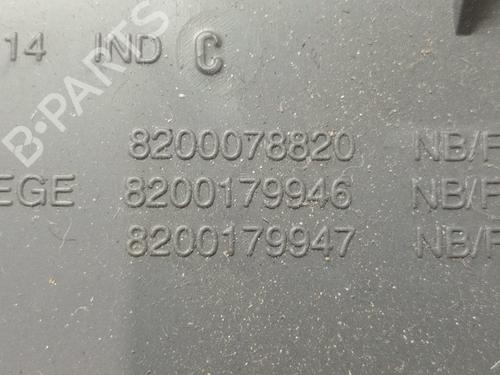 14 IND C
8200078820 NB/F
EGE 8200179946 NB/F
8200179947 NB/F
B-PARTS